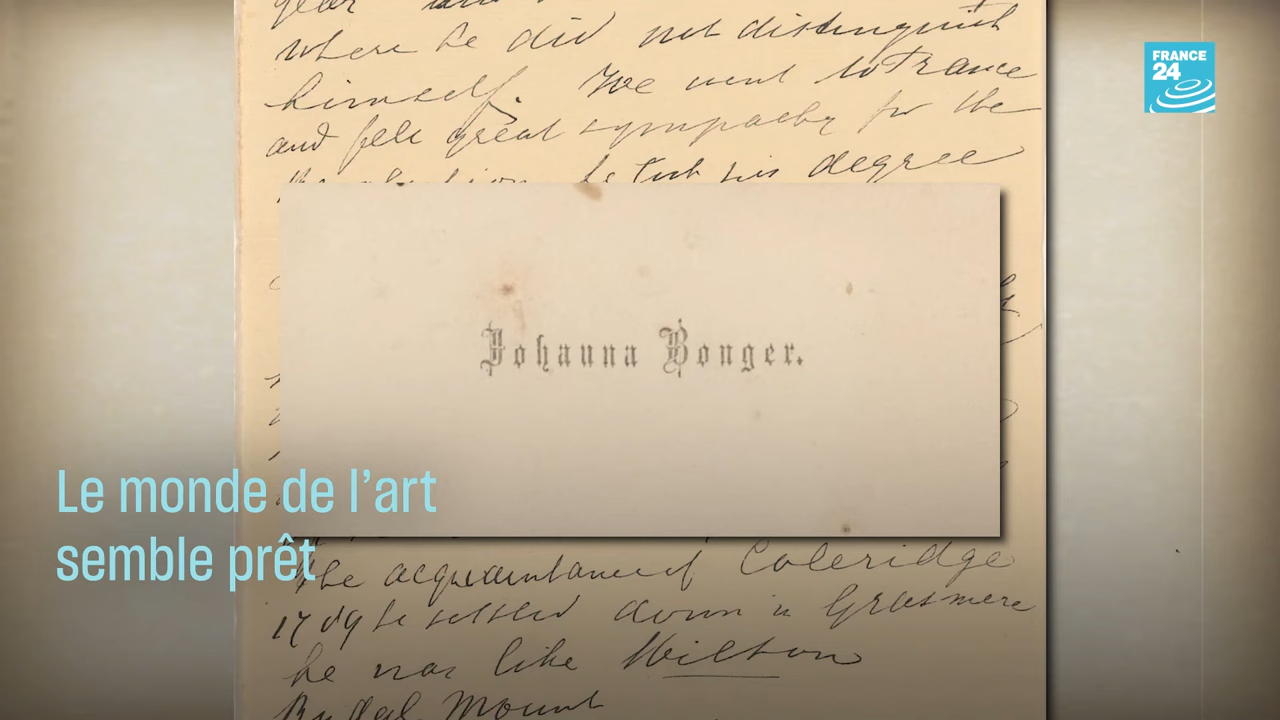 where he did not distinguish
himself. We went to France
and felt great sympathy for the
he took his degree
FRANCE
24
Johanna Bonger.
Le monde de l'art
semble prêt
the acquaintance of Coleridge
he settled down in Grasmere
he was like Milton
Mount